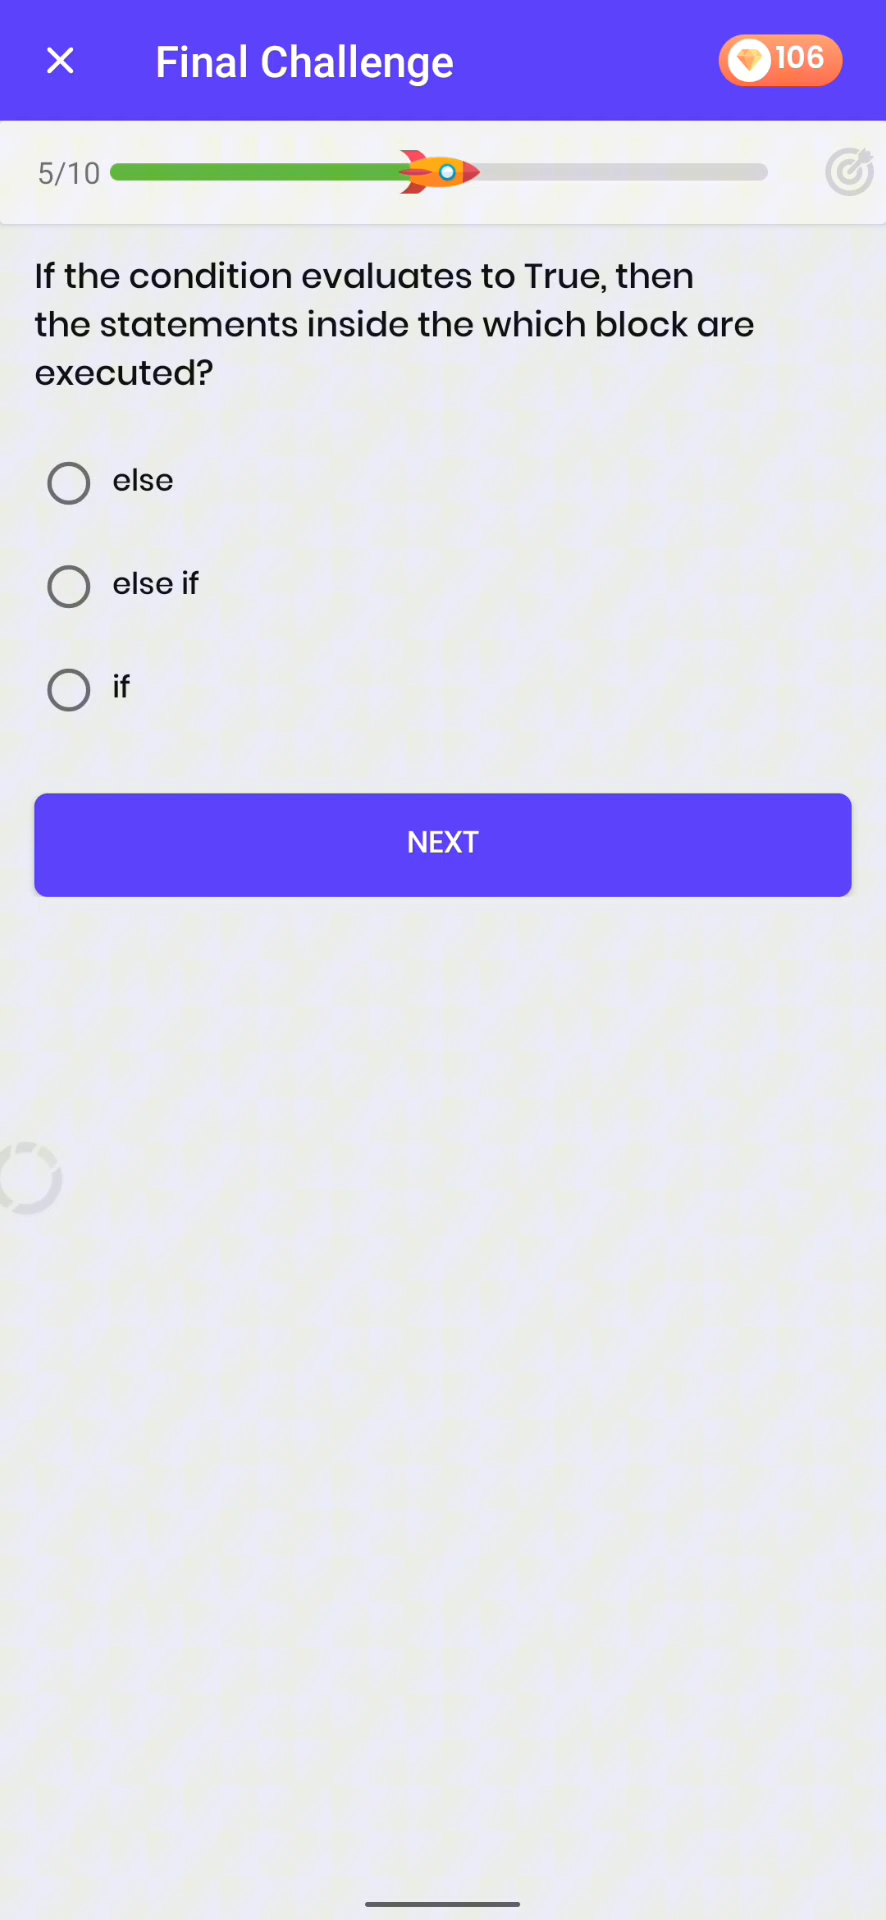 Final Challenge
106
5/10
If the condition evaluates to True, then
the statements inside the which block are
executed?
else
else if
if
NEXT